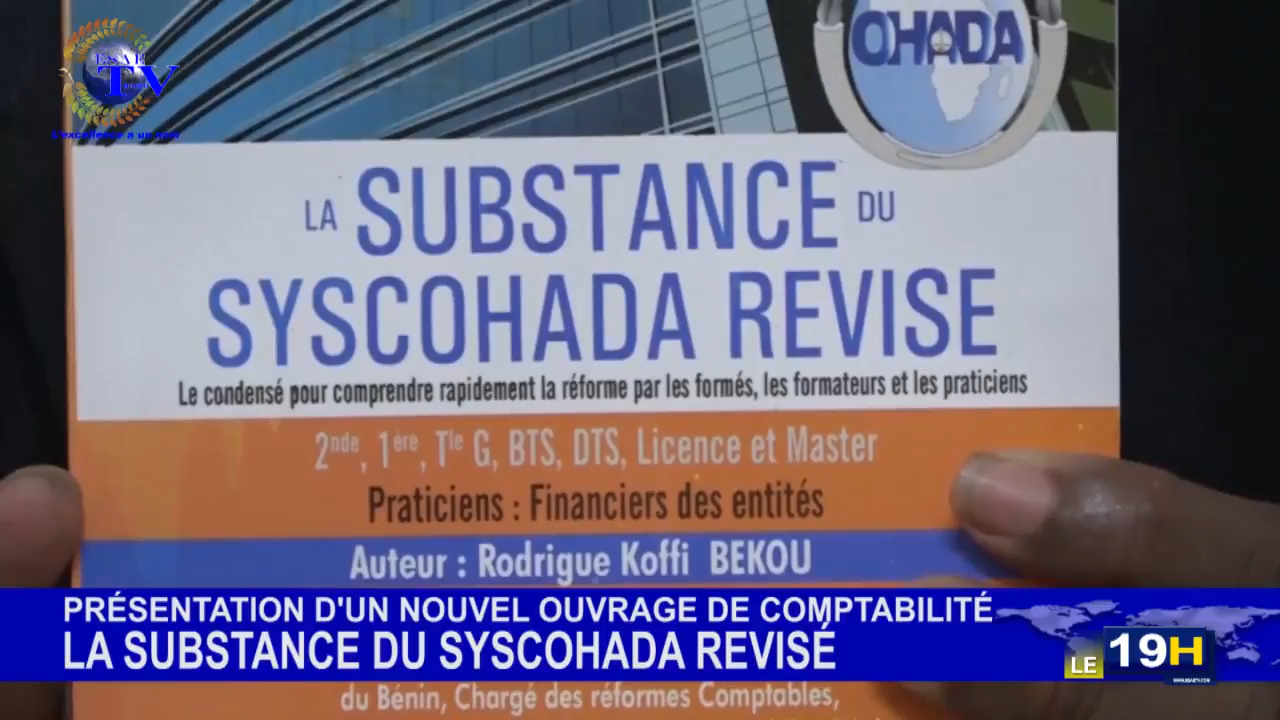 TV
OHADA
LA SUBSTANCE DU
SYSCOHADA REVISE
Le condensé pour comprendre rapidement la réforme par les formés, les formateurs et les praticiens
2nde, 1ère, Tle G, BTS, DTS, Licence et Master
Praticiens : Financiers des entités
Auteur : Rodrigue Koffi BEKOU
PRÉSENTATION D'UN NOUVEL OUVRAGE DE COMPTABILITÉ
LA SUBSTANCE DU SYSCOHADA REVISÉ
LE 19H
du Bénin, Chargé des réformes Comptables,